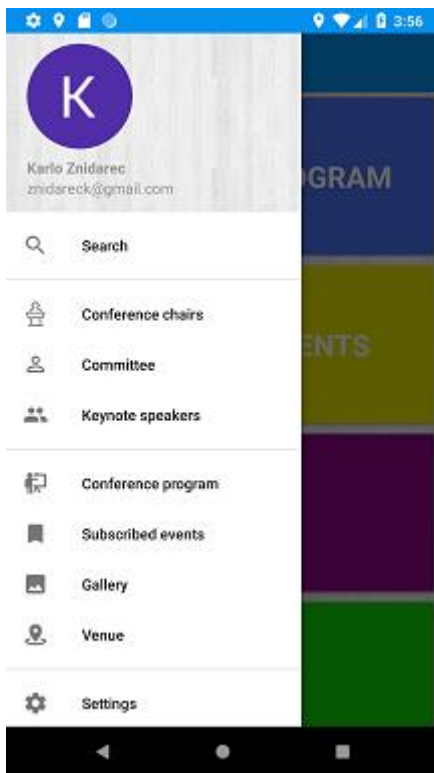 3:56
K
Karlo Znidarec
znidareck@gmail.com
Search
Conference chairs
Committee
Keynote speakers
Conference program
Subscribed events
Gallery
Venue
Settings
OGRAM
ENTS